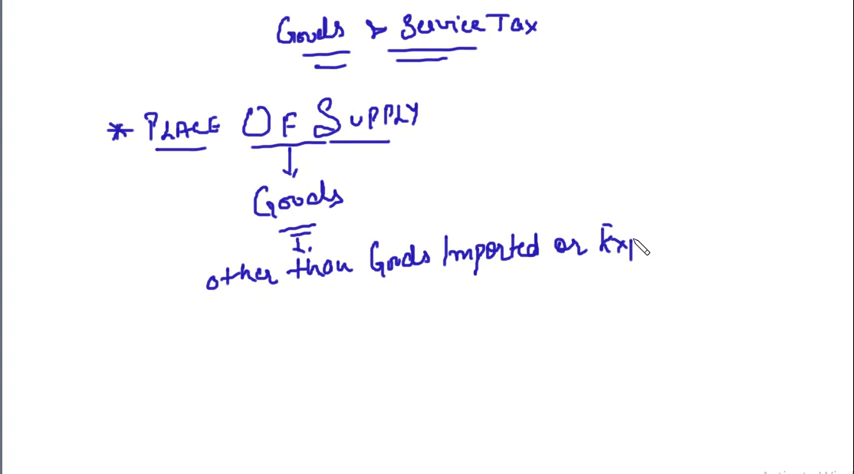 Goods & Service Tax
* PLACE OF SUPPLY
Goods
I.
other than Goods Imported or Exp